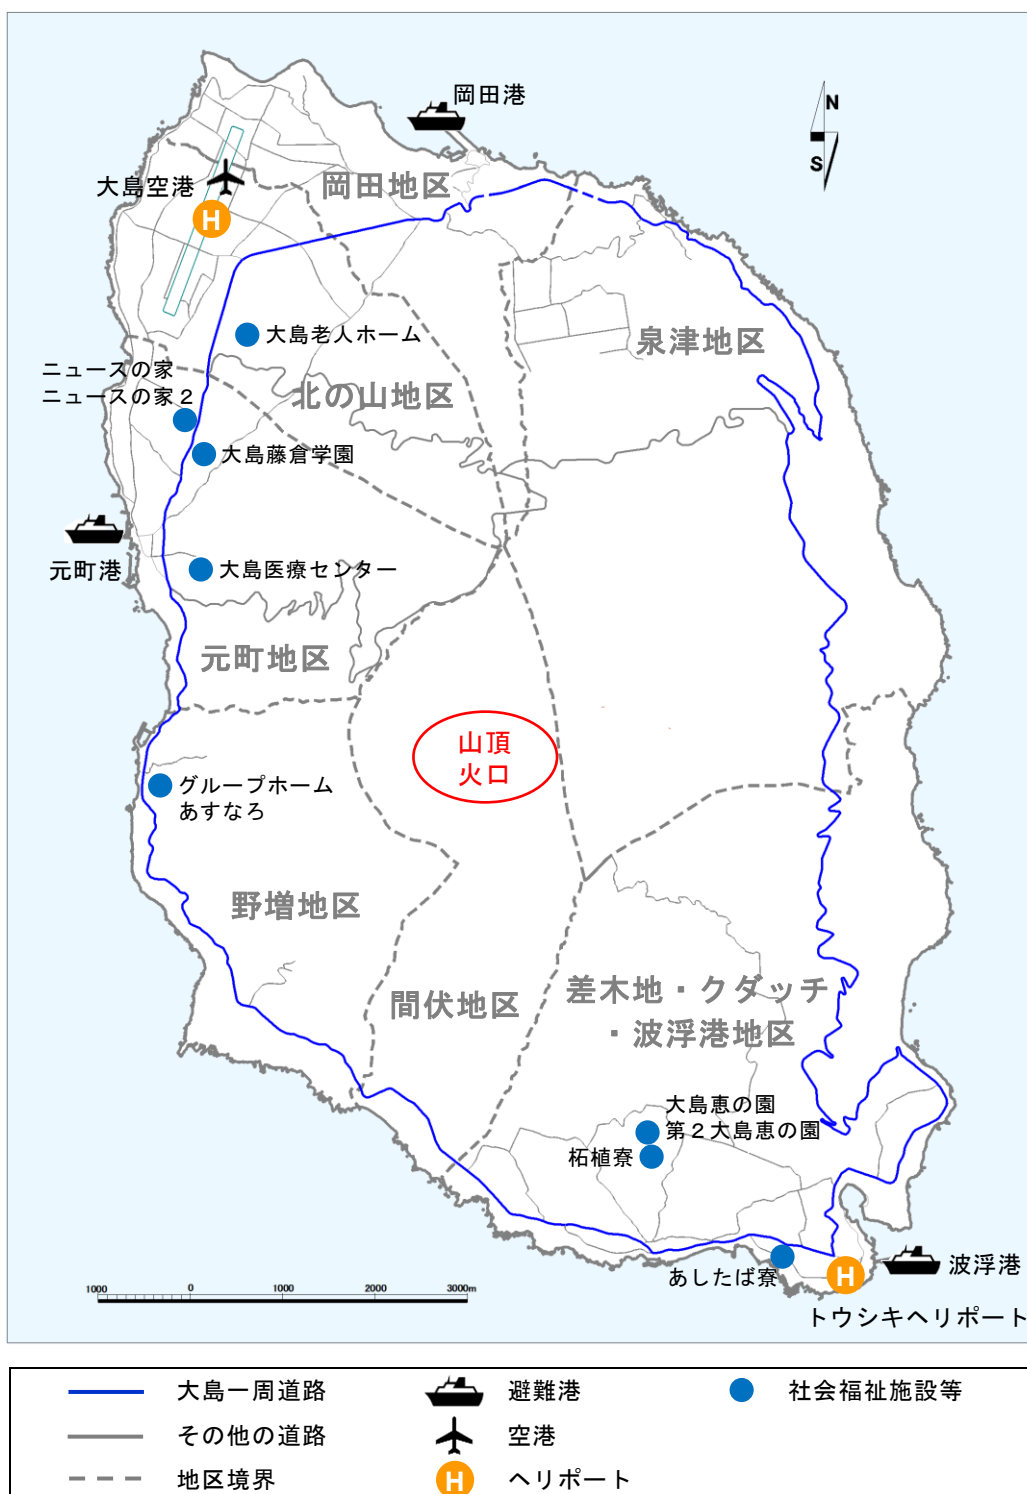 岡田港
N
S
大島空港
岡田地区
H
大島老人ホーム
泉津地区
ニュースの家
ニュースの家２
北の山地区
大島藤倉学園
元町港
大島医療センター
元町地区
山頂
火口
グループホーム
あすなろ
野増地区
間伏地区
差木地・クダッチ
・波浮港地区
大島恵の園
第２大島恵の園
柘植寮
あしたば寮
H
波浮港
トウシキヘリポート
1000 0 1000 2000 3000m
大島一周道路
避難港
社会福祉施設等
その他の道路
空港
地区境界
H
ヘリポート